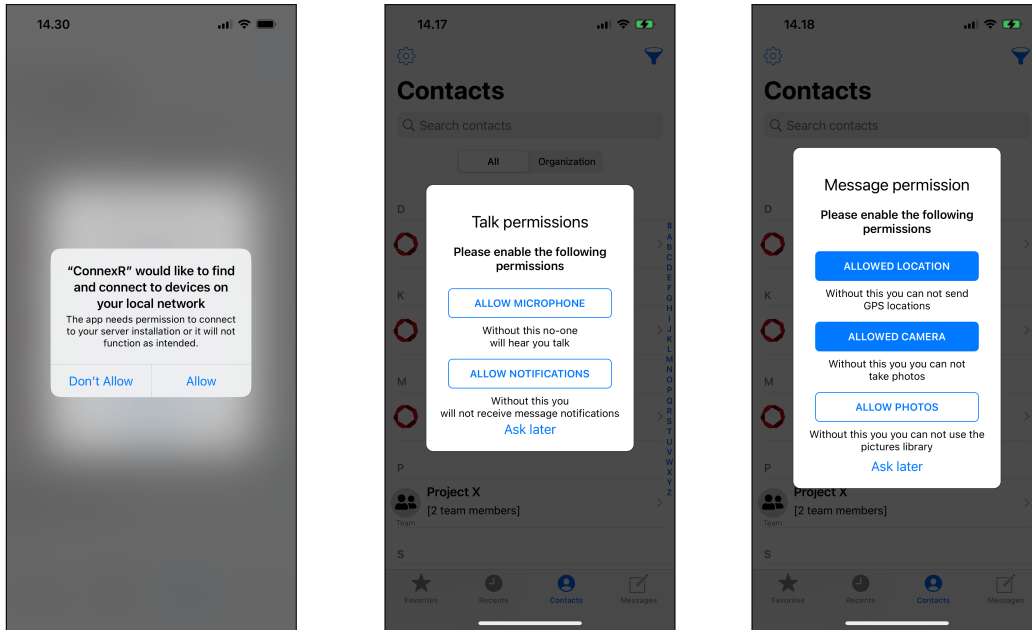 14.30
“ConnexR” would like to find
and connect to devices on
your local network
The app needs permission to connect
to your server installation or it will not
function as intended.
Don't Allow
Allow
14.17
Contacts
Search contacts
All
Organization
D
K
M
P
S
Talk permissions
Please enable the following
permissions
ALLOW MICROPHONE
Without this no-one
will hear you talk
ALLOW NOTIFICATIONS
Without this you
will not receive message notifications
Ask later
Project X
[2 team members]
Team
#
A
B
C
D
E
F
G
H
I
J
K
L
M
N
O
P
Q
R
S
T
U
V
W
X
Y
Z
Favorites
Recents
Contacts
Messages
14.18
Contacts
Search contacts
D
K
M
P
S
Message permission
Please enable the following
permissions
ALLOWED LOCATION
Without this you can not send
GPS locations
ALLOWED CAMERA
Without this you you can not
take photos
ALLOW PHOTOS
Without this you you can not use the
pictures library
Ask later
Project X
[2 team members]
Team
Favorites
Recents
Contacts
Messages